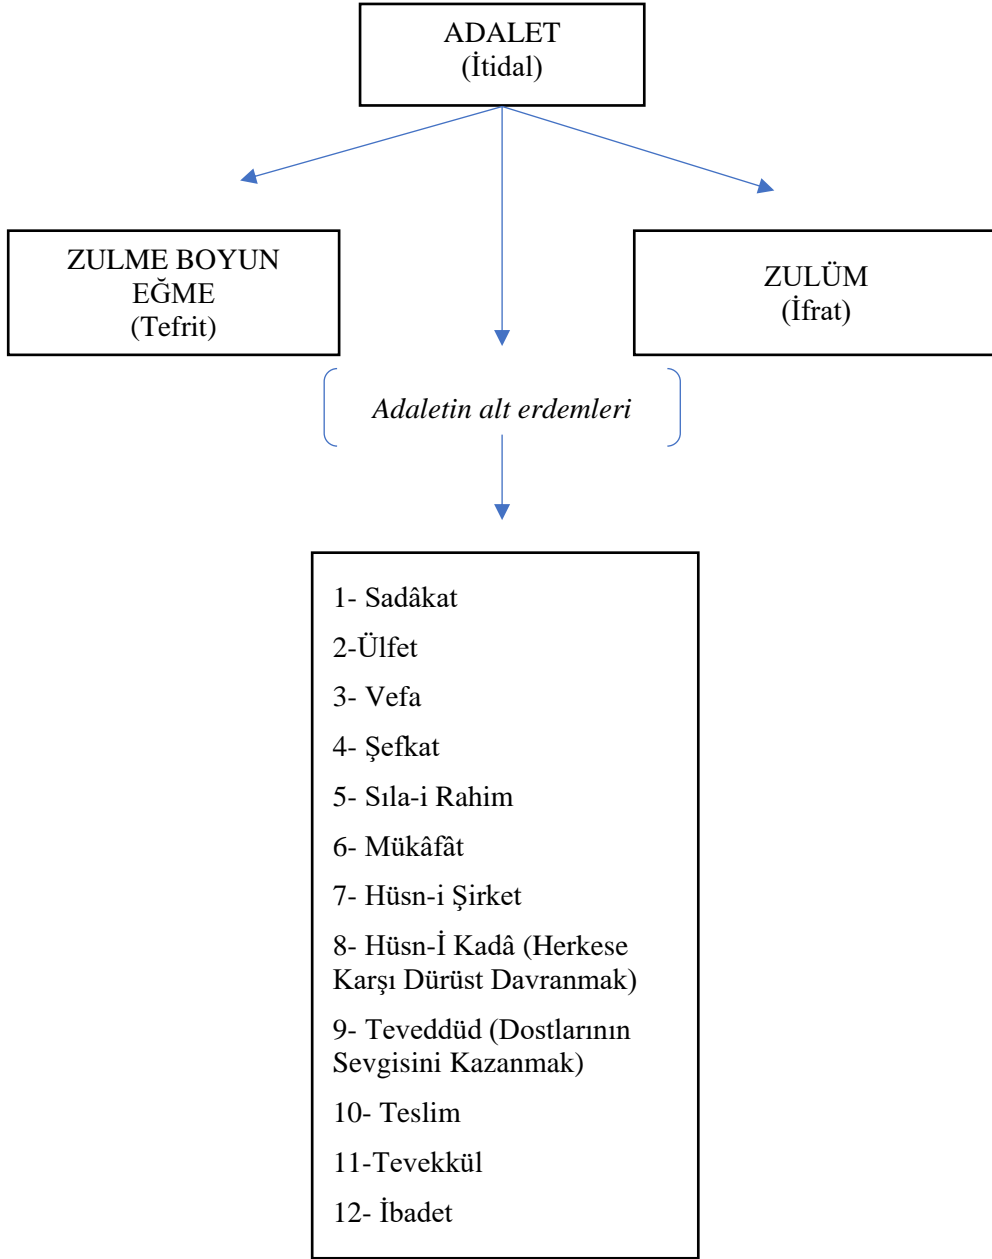 ADALET
(İtidal)
ZULME BOYUN
EĞME
(Tefrit)
ZULÜM
(İfrat)
Adaletin alt erdemleri
1- Sadâkat
2-Ülfet
3- Vefa
4- Şefkat
5- Sıla-i Rahim
6- Mükâfât
7- Hüsn-i Şirket
8- Hüsn-İ Kadâ (Herkese
Karşı Dürüst Davranmak)
9- Teveddüd (Dostlarının
Sevgisini Kazanmak)
10- Teslim
11-Tevekkül
12- İbadet